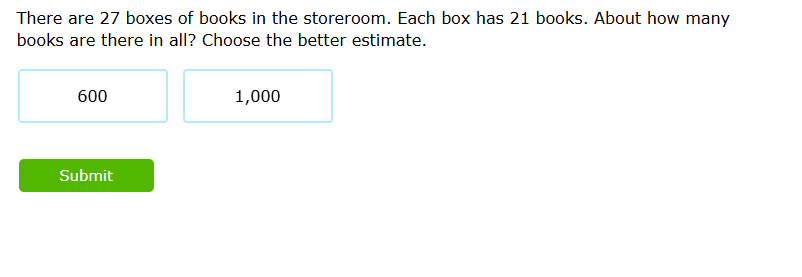 There are 27 boxes of books in the storeroom. Each box has 21 books. About how many
books are there in all? Choose the better estimate.
600
1,000
Submit